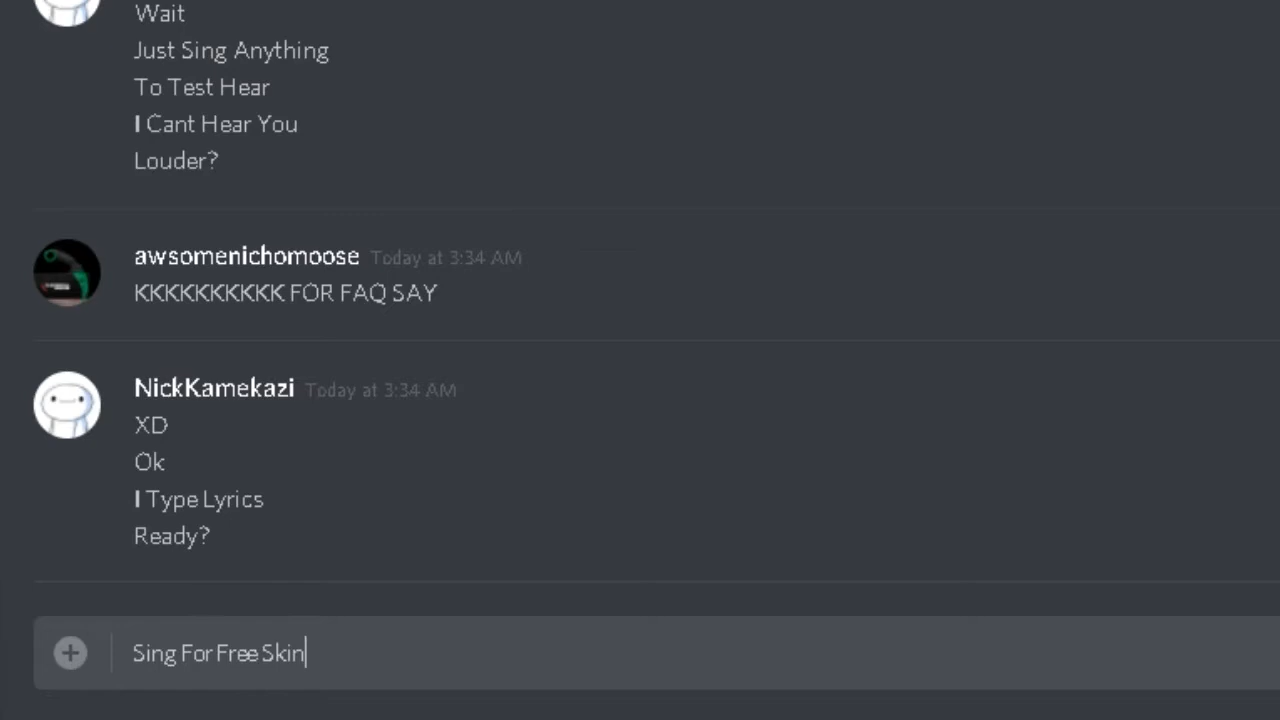 Wait
Just Sing Anything
To Test Hear
I Cant Hear You
Louder?
awsomenichomoose Today at 3:34 AM
KKKKKKKKKK FOR FAQ SAY
NickKamekazi Today at 3:34 AM
XD
Ok
I Type Lyrics
Ready?
Sing For Free Skin